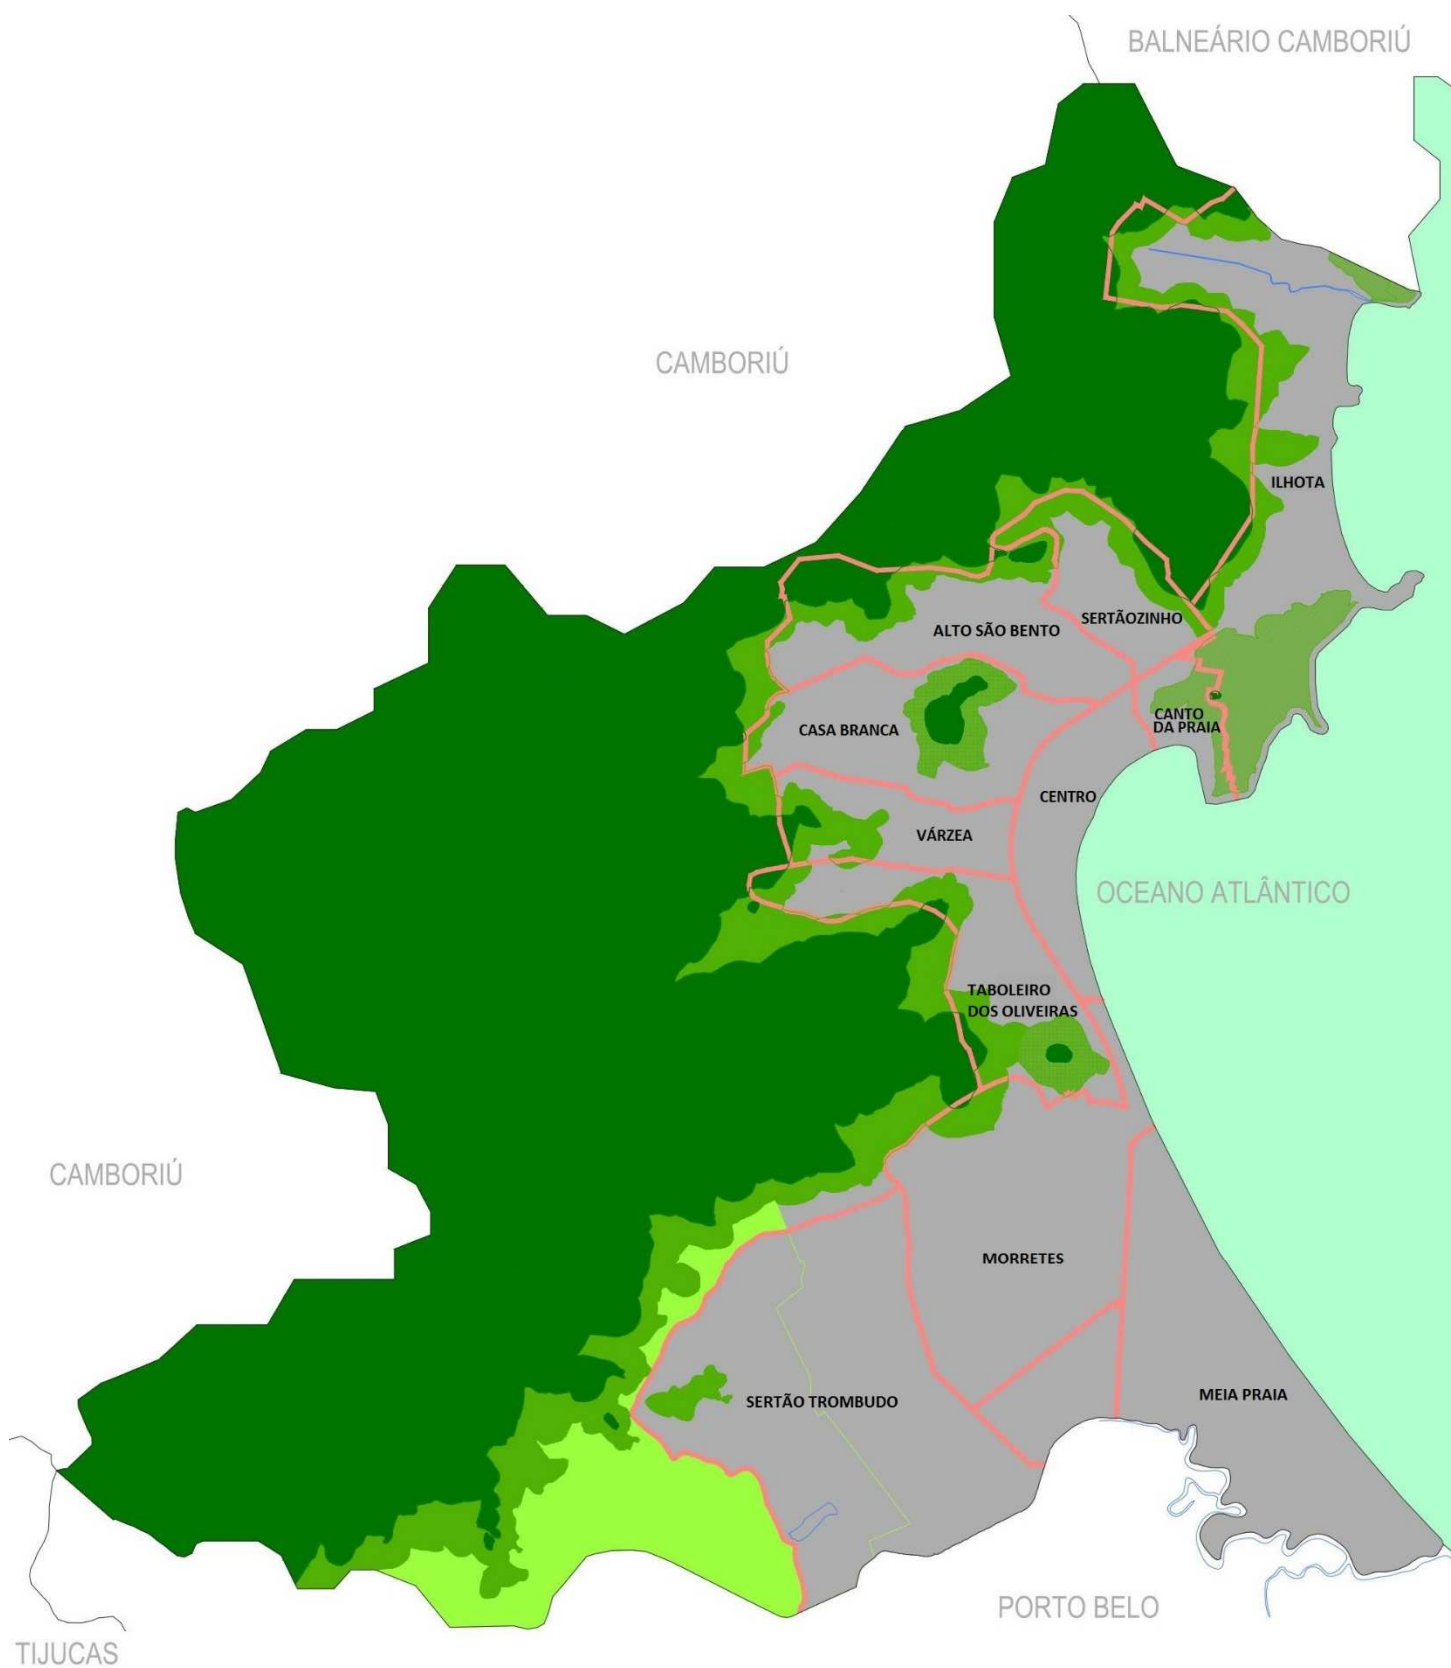 BALNEÁRIO CAMBORIÚ
CAMBORIÚ
ILHOTA
SERTÃOZINHO
ALTO SÃO BENTO
CANTO
DA PRAIA
CASA BRANCA
CENTRO
VÁRZEA
OCEANO ATLÂNTICO
TABOLEIRO
DOS OLIVEIRAS
CAMBORIÚ
MORRETES
MEIA PRAIA
SERTÃO TROMBUDO
PORTO BELO
TIJUCAS